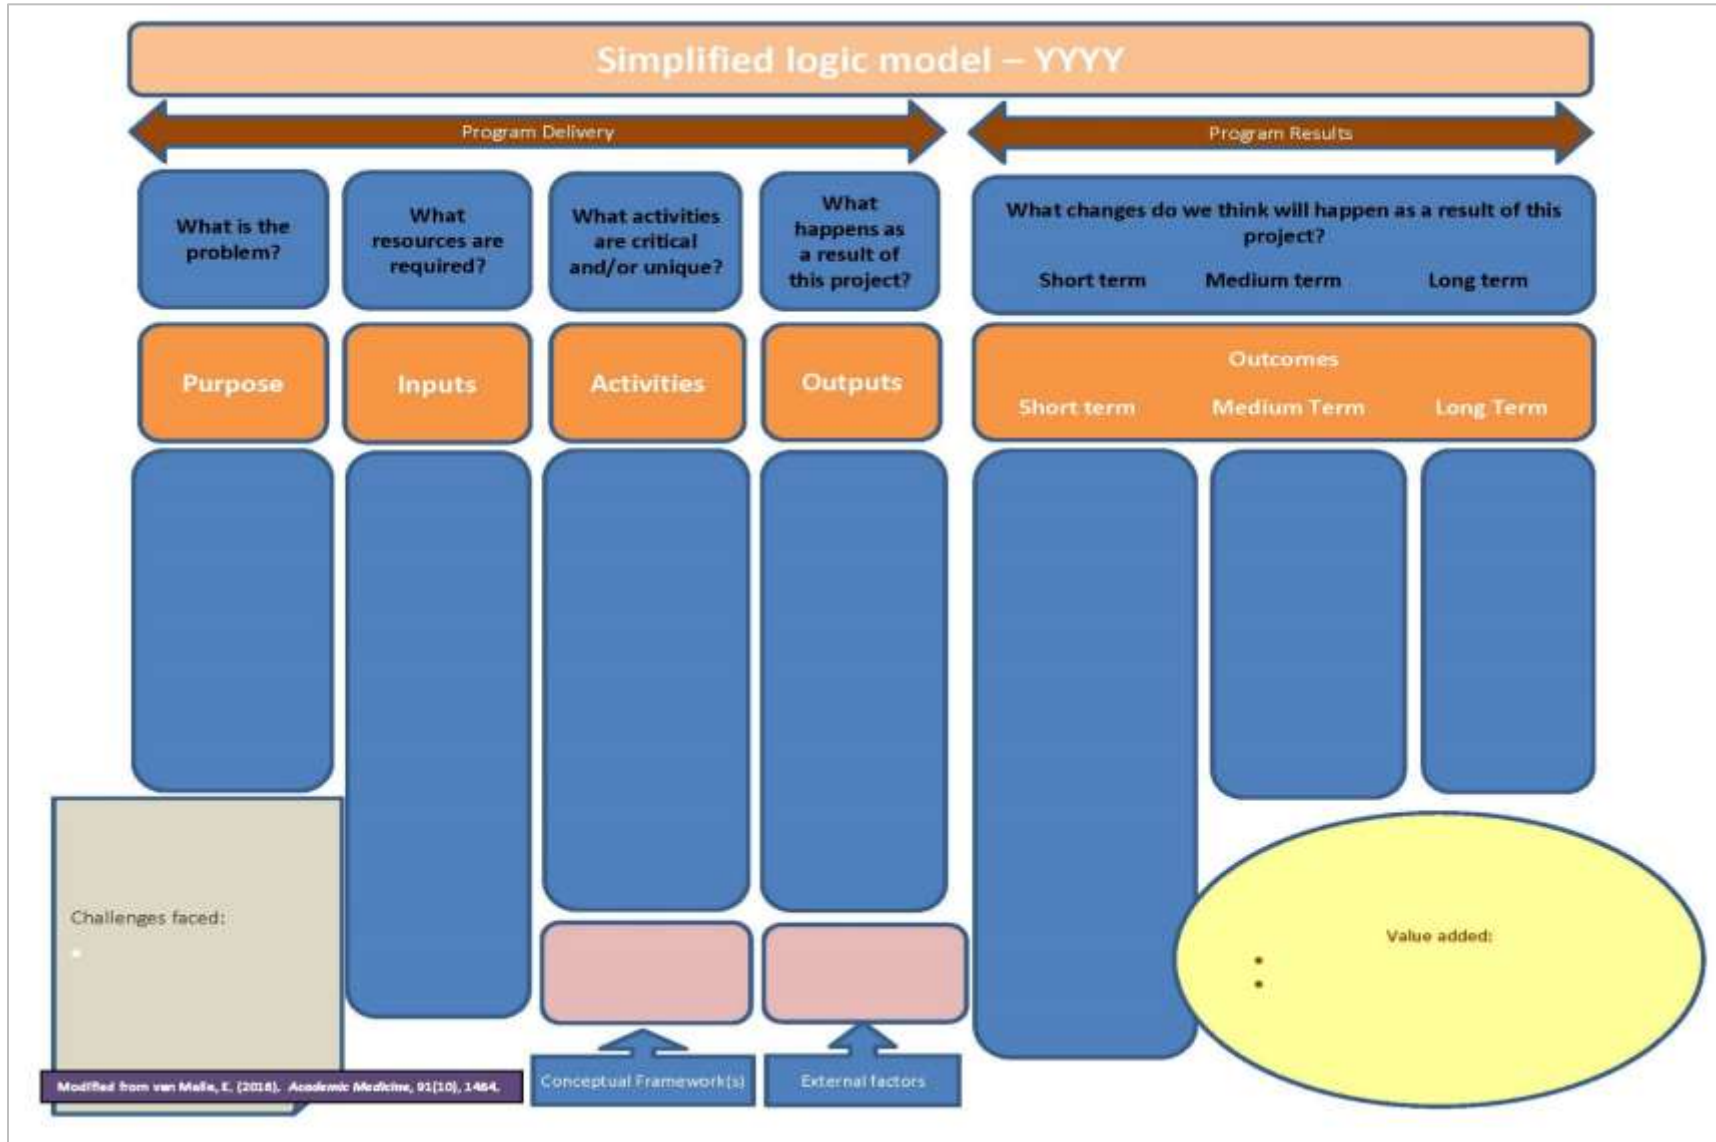 Simplified logic model – YYYY
Program Delivery
Program Results
What is the
problem?
What
resources are
required?
What activities
are critical
and/or unique?
What
happens as
a result of
this project?
What changes do we think will happen as a result of this
project?
Short term Medium term Long term
Purpose
Inputs
Activities
Outputs
Outcomes
Short term Medium Term Long Term
Challenges faced:
Value added:
Conceptual Framework(s)
External factors
Modified from van Melle, E. (2016). Academic Medicine, 91(10), 1464.